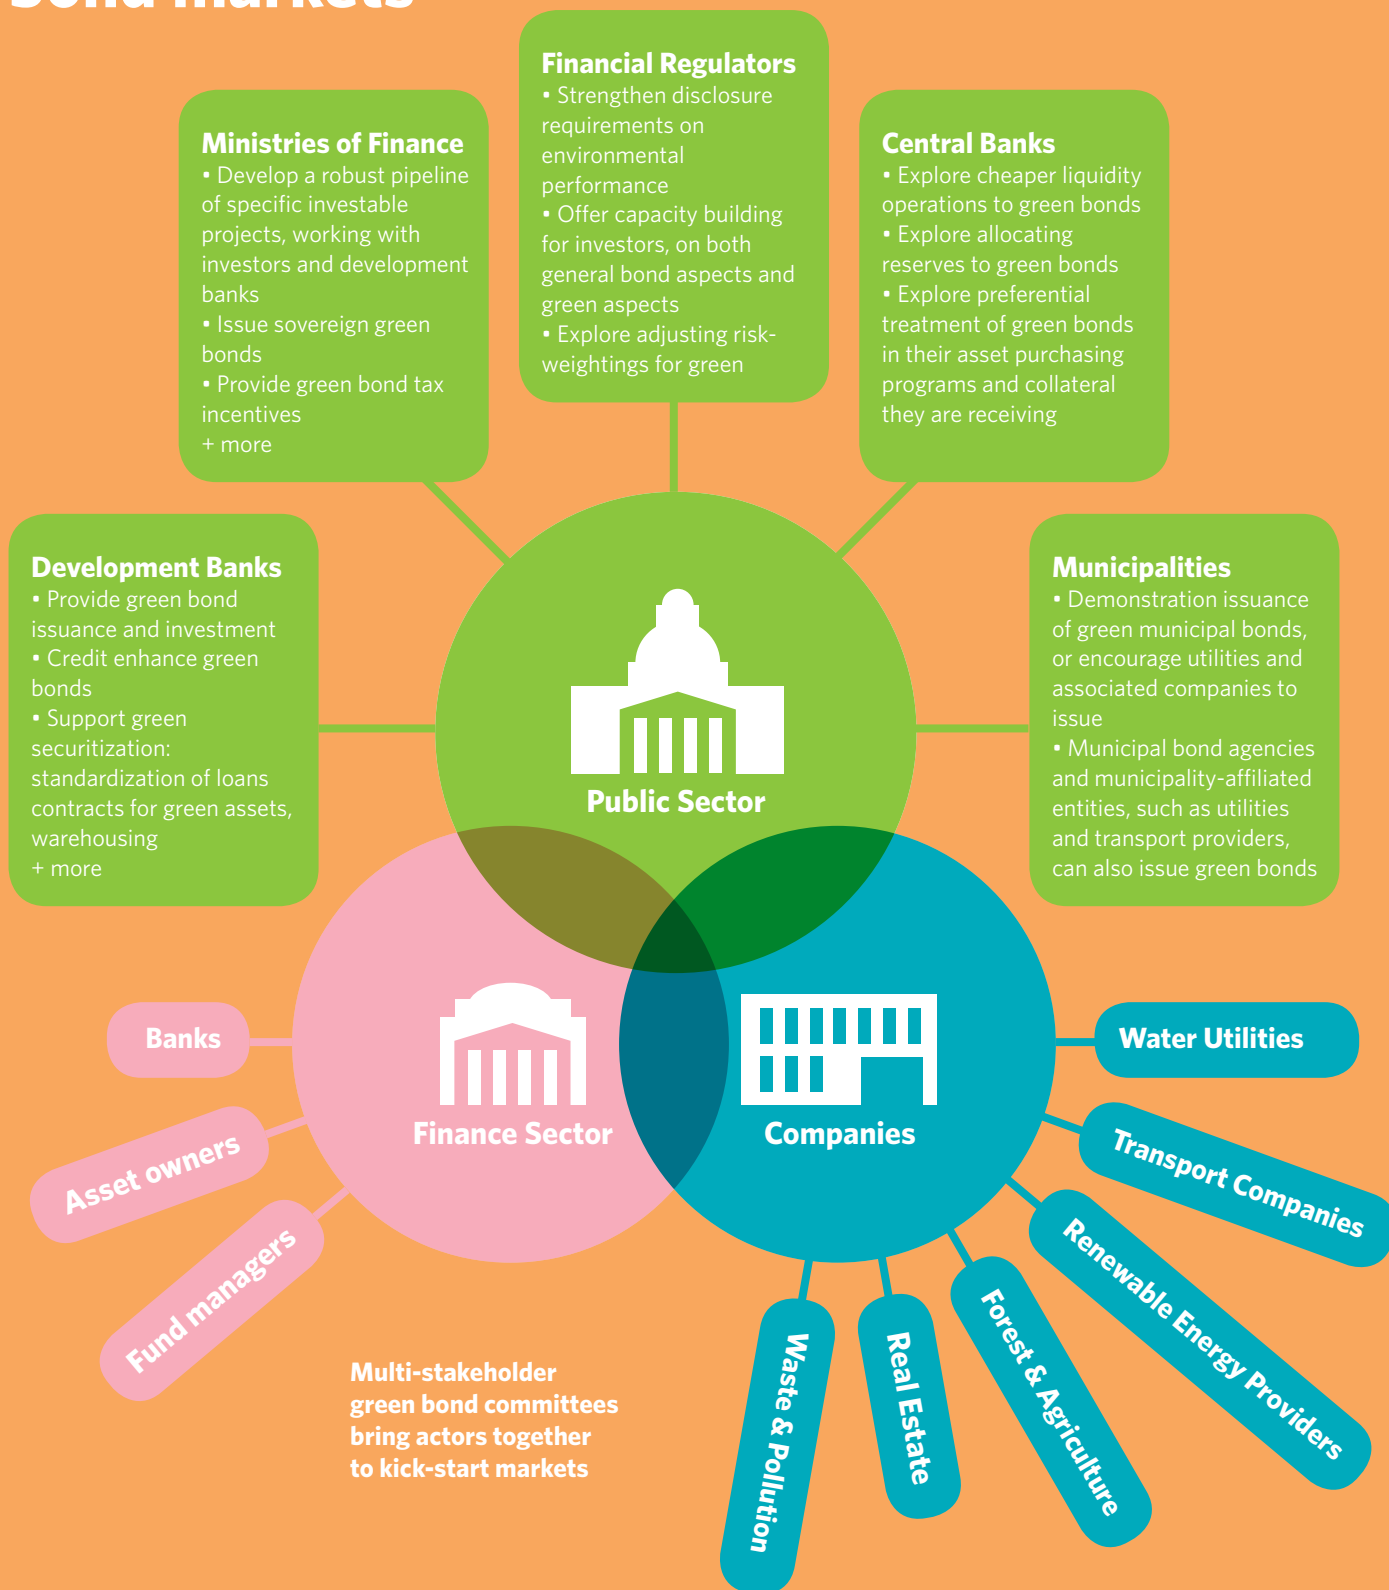 Bond markets
Financial Regulators
• Strengthen disclosure
requirements on
environmental
performance
• Offer capacity building
for investors, on both
general bond aspects and
green aspects
• Explore adjusting risk-
weightings for green
Ministries of Finance
• Develop a robust pipeline
of specific investable
projects, working with
investors and development
banks
• Issue sovereign green
bonds
• Provide green bond tax
incentives
+ more
Central Banks
• Explore cheaper liquidity
operations to green bonds
• Explore allocating
reserves to green bonds
• Explore preferential
treatment of green bonds
in their asset purchasing
programs and collateral
they are receiving
Development Banks
• Provide green bond
issuance and investment
• Credit enhance green
bonds
• Support green
securitization:
standardization of loans
contracts for green assets,
warehousing
+ more
Municipalities
• Demonstration issuance
of green municipal bonds,
or encourage utilities and
associated companies to
issue
• Municipal bond agencies
and municipality-affiliated
entities, such as utilities
and transport providers,
can also issue green bonds
Public Sector
Finance Sector
Companies
Banks
Asset owners
Fund managers
Water Utilities
Transport Companies
Renewable Energy Providers
Forest & Agriculture
Real Estate
Waste & Pollution
Multi-stakeholder
green bond committees
bring actors together
to kick-start markets